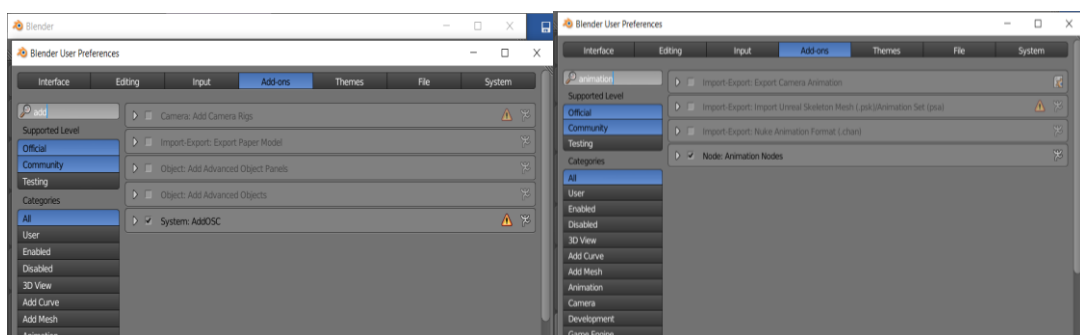 Blender
Blender User Preferences
Interface Editing Input Add-ons Themes File System
add
Supported Level
Official
Community
Testing
Categories
All
User
Enabled
Disabled
3D View
Add Curve
Add Mesh
Animation
Camera: Add Camera Rigs
Import-Export: Export Paper Model
Object: Add Advanced Object Panels
Object: Add Advanced Objects
System: AddOSC
Blender User Preferences
Interface Editing Input Add-ons Themes File System
animation
Supported Level
Official
Community
Testing
Categories
All
User
Enabled
Disabled
3D View
Add Curve
Add Mesh
Animation
Camera
Development
Game Engine
Import-Export: Export Camera Animation
Import-Export: Import Unreal Skeleton Mesh (.psk)/Animation Set (psa)
Import-Export: Nuke Animation Format (.chan)
Node: Animation Nodes